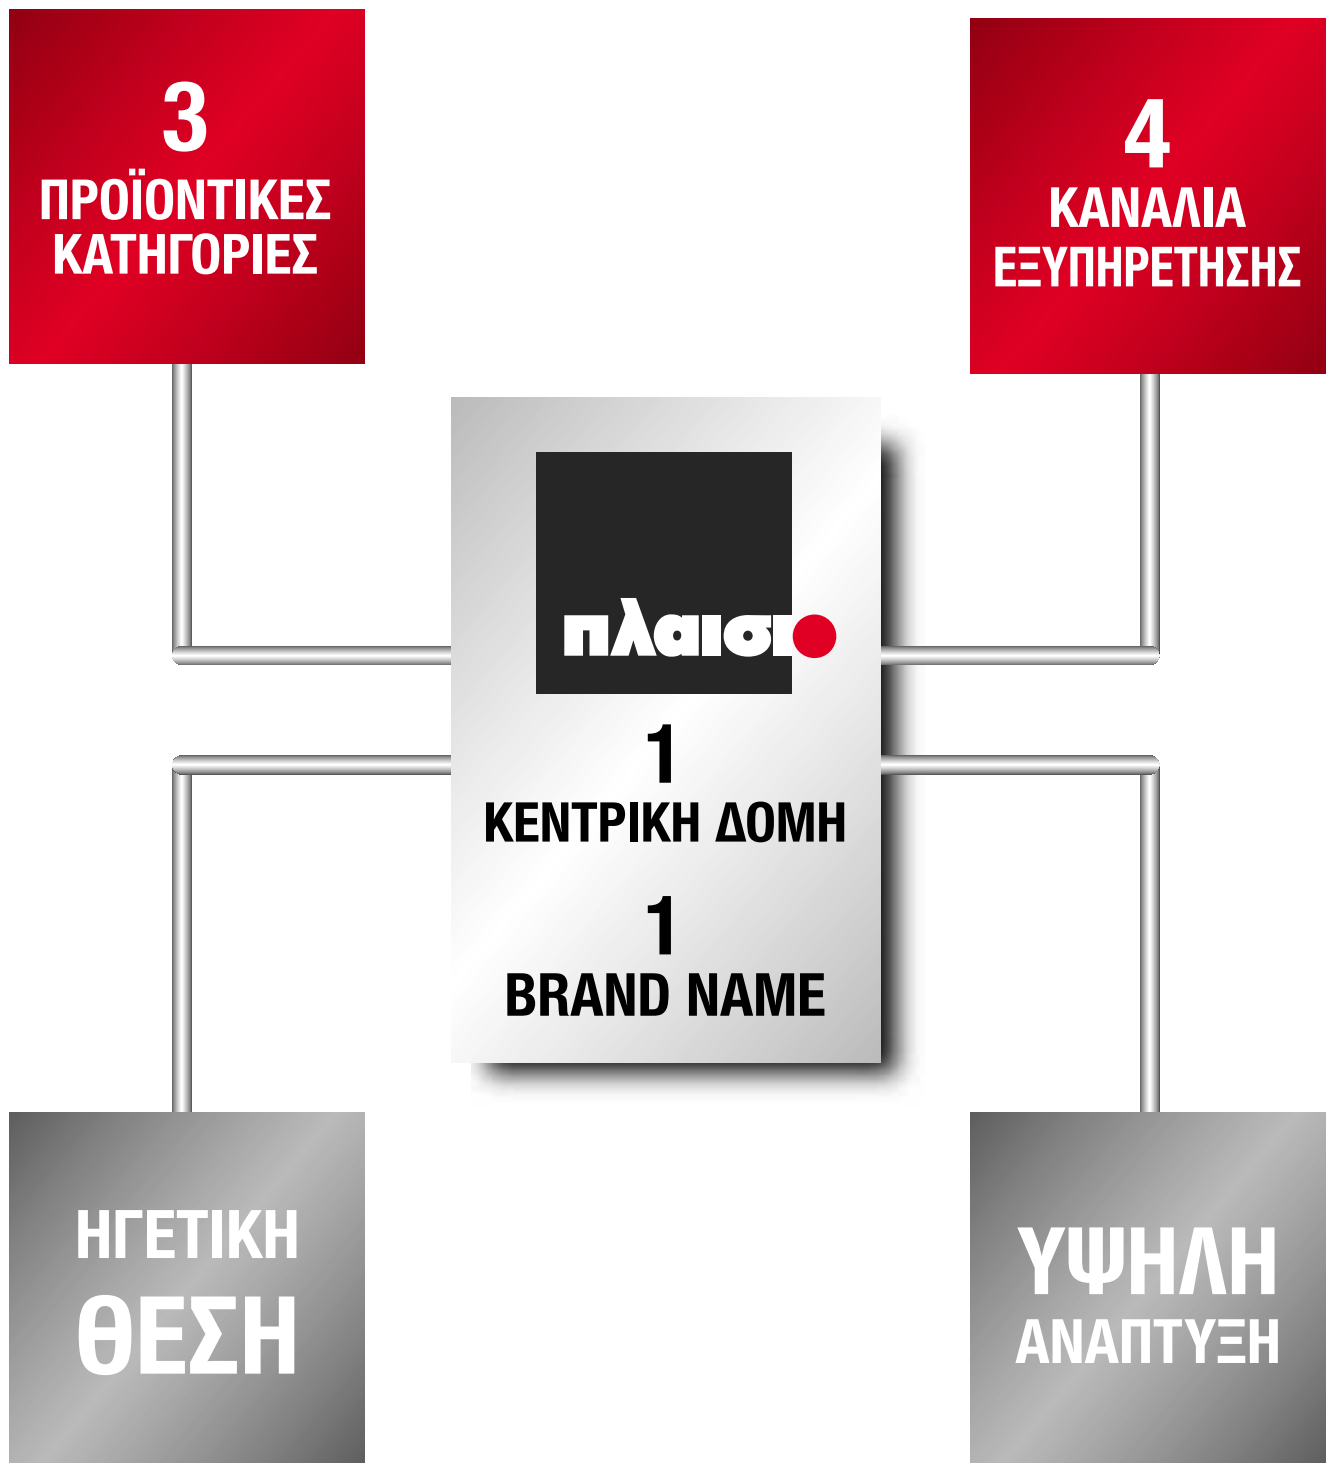 3
ΠΡΟΪΟΝΤΙΚΕΣ
ΚΑΤΗΓΟΡΙΕΣ
4
ΚΑΝΑΛΙΑ
ΕΞΥΠΗΡΕΤΗΣΗΣ
πλαισιο
1
ΚΕΝΤΡΙΚΗ ΔΟΜΗ
1
BRAND NAME
ΗΓΕΤΙΚΗ
ΘΕΣΗ
ΥΨΗΛΗ
ΑΝΑΠΤΥΞΗ